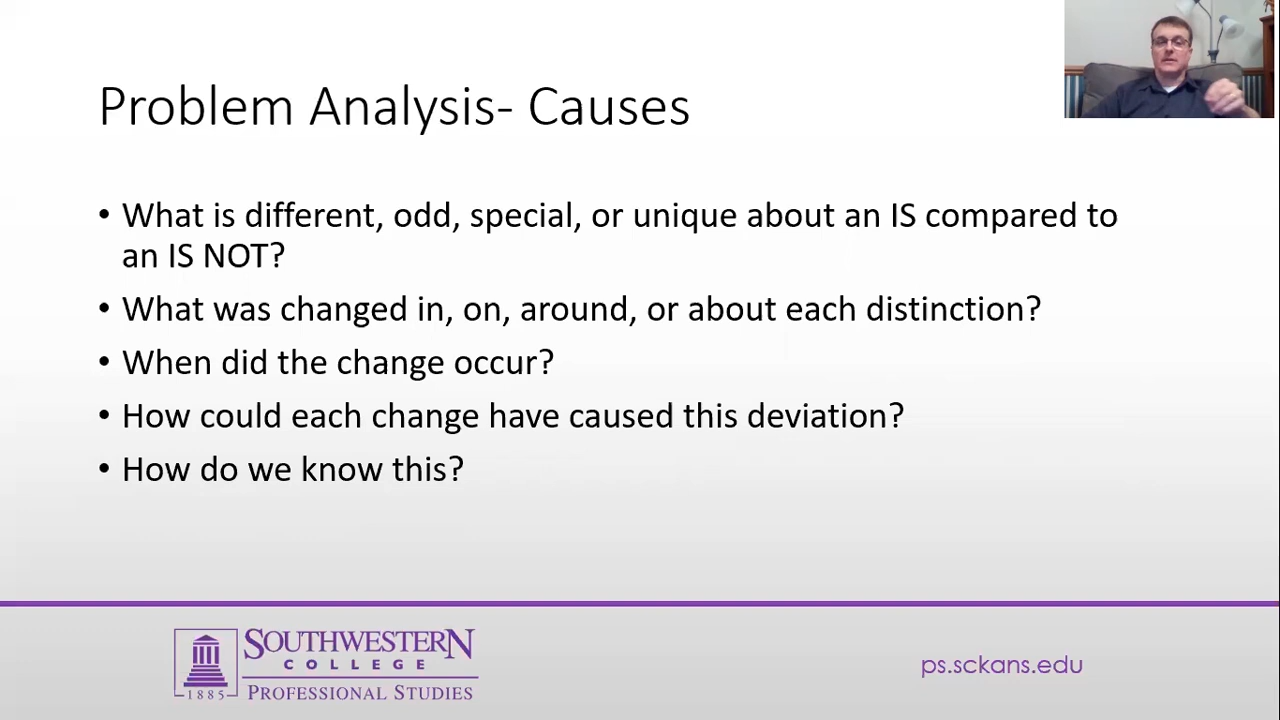 Problem Analysis- Causes
• What is different, odd, special, or unique about an IS compared to
an IS NOT?
• What was changed in, on, around, or about each distinction?
• When did the change occur?
• How could each change have caused this deviation?
• How do we know this?
SOUTHWESTERN
COLLEGE
1885
PROFESSIONAL STUDIES
ps.sckans.edu